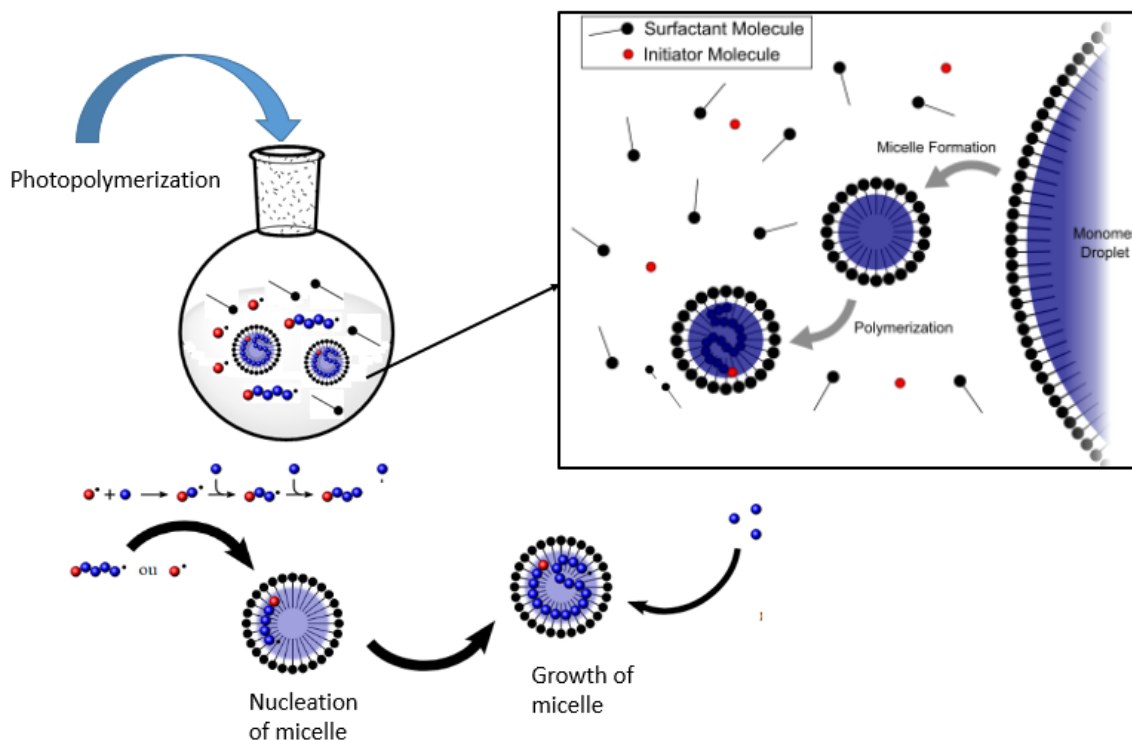 Surfactant Molecule
Initiator Molecule
Photopolymerization
Micelle Formation
Monome
Droplet
Polymerization
+
ou
Nucleation
of micelle
Growth of
micelle